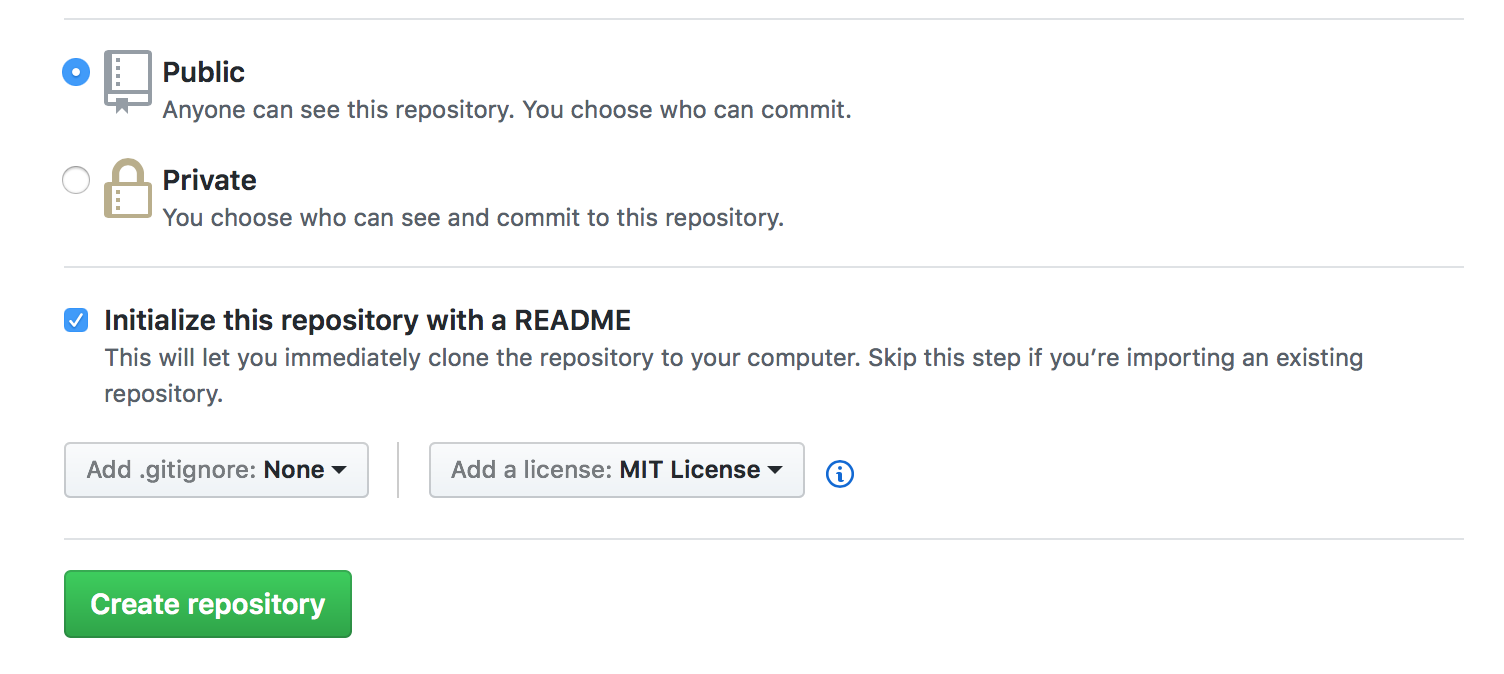 Public
Anyone can see this repository. You choose who can commit.
Private
You choose who can see and commit to this repository.
Initialize this repository with a README
This will let you immediately clone the repository to your computer. Skip this step if you’re importing an existing
repository.
Add .gitignore: None
Add a license: MIT License
Create repository